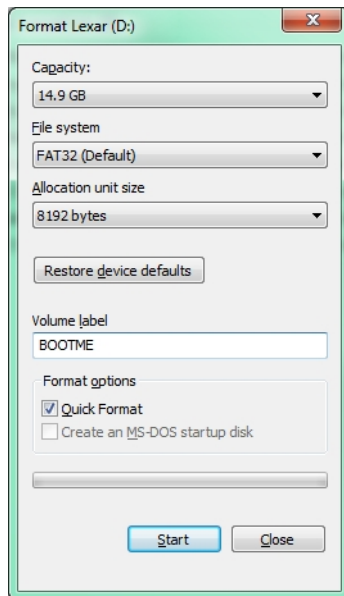 Format Lexar (D:)
Capacity:
14.9 GB
File system
FAT32 (Default)
Allocation unit size
8192 bytes
Restore device defaults
Volume label
BOOTME
Format options
Quick Format
Create an MS-DOS startup disk
Start Close